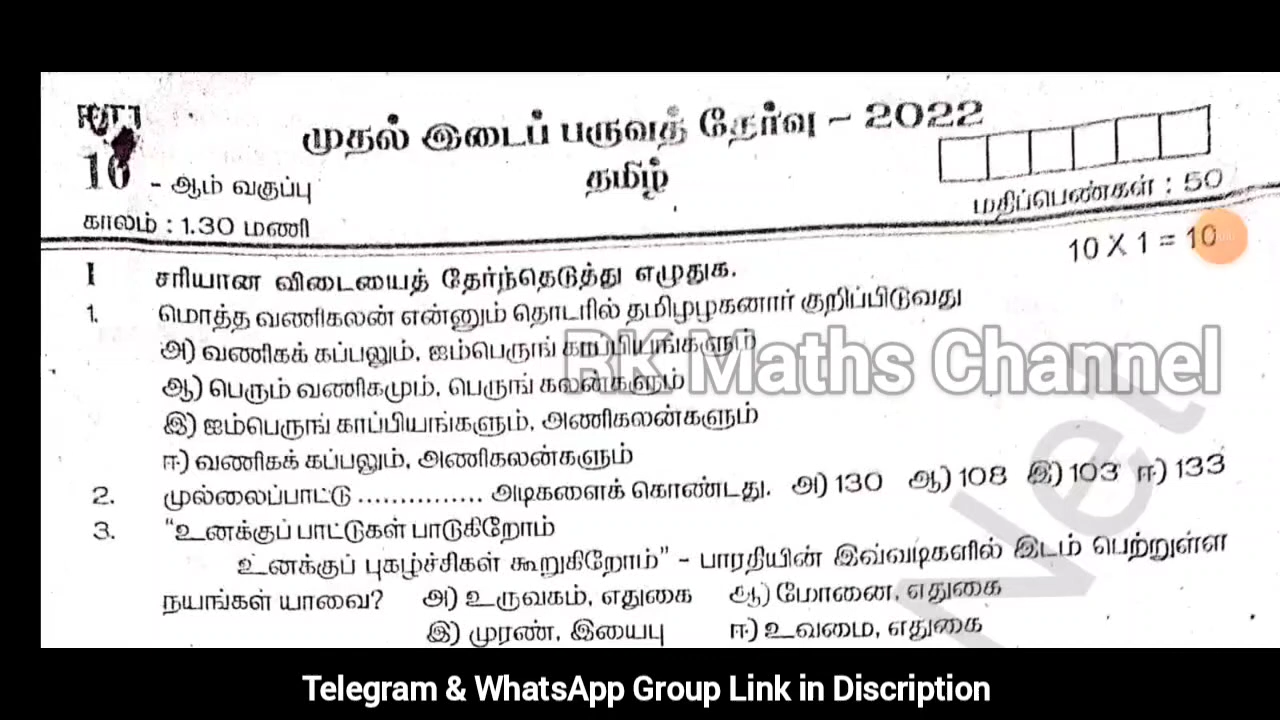 முதல் இடைப் பருவத் தேர்வு - 2022
10 - ஆம் வகுப்பு
தமிழ்
மதிப்பெண்கள் : 50
காலம் : 1.30 மணி
10 X 1 = 10
I சரியான விடையைத் தேர்ந்தெடுத்து எழுதுக.
1. மொத்த வணிகலன் என்னும் தொடரில் தமிழழகனார் குறிப்பிடுவது
அ) வணிகக் கப்பலும், ஐம்பெருங் காப்பியங்களும்
RK Maths Channel
ஆ) பெரும் வணிகமும், பெருங் கலன்களும்
இ) ஐம்பெருங் காப்பியங்களும், அணிகலன்களும்
ஈ) வணிகக் கப்பலும், அணிகலன்களும்
2. முல்லைப்பாட்டு ............... அடிகளைக் கொண்டது. அ) 130 ஆ) 108 இ) 103 ஈ) 133
3. "உனக்குப் பாட்டுகள் பாடுகிறோம்
உனக்குப் புகழ்ச்சிகள் கூறுகிறோம்" - பாரதியின் இவ்வடிகளில் இடம் பெற்றுள்ள
நயங்கள் யாவை? அ) உருவகம், எதுகை ஆ) மோனை, எதுகை
இ) முரண், இயைபு ஈ) உவமை, எதுகை
Net
Telegram & WhatsApp Group Link in Discription